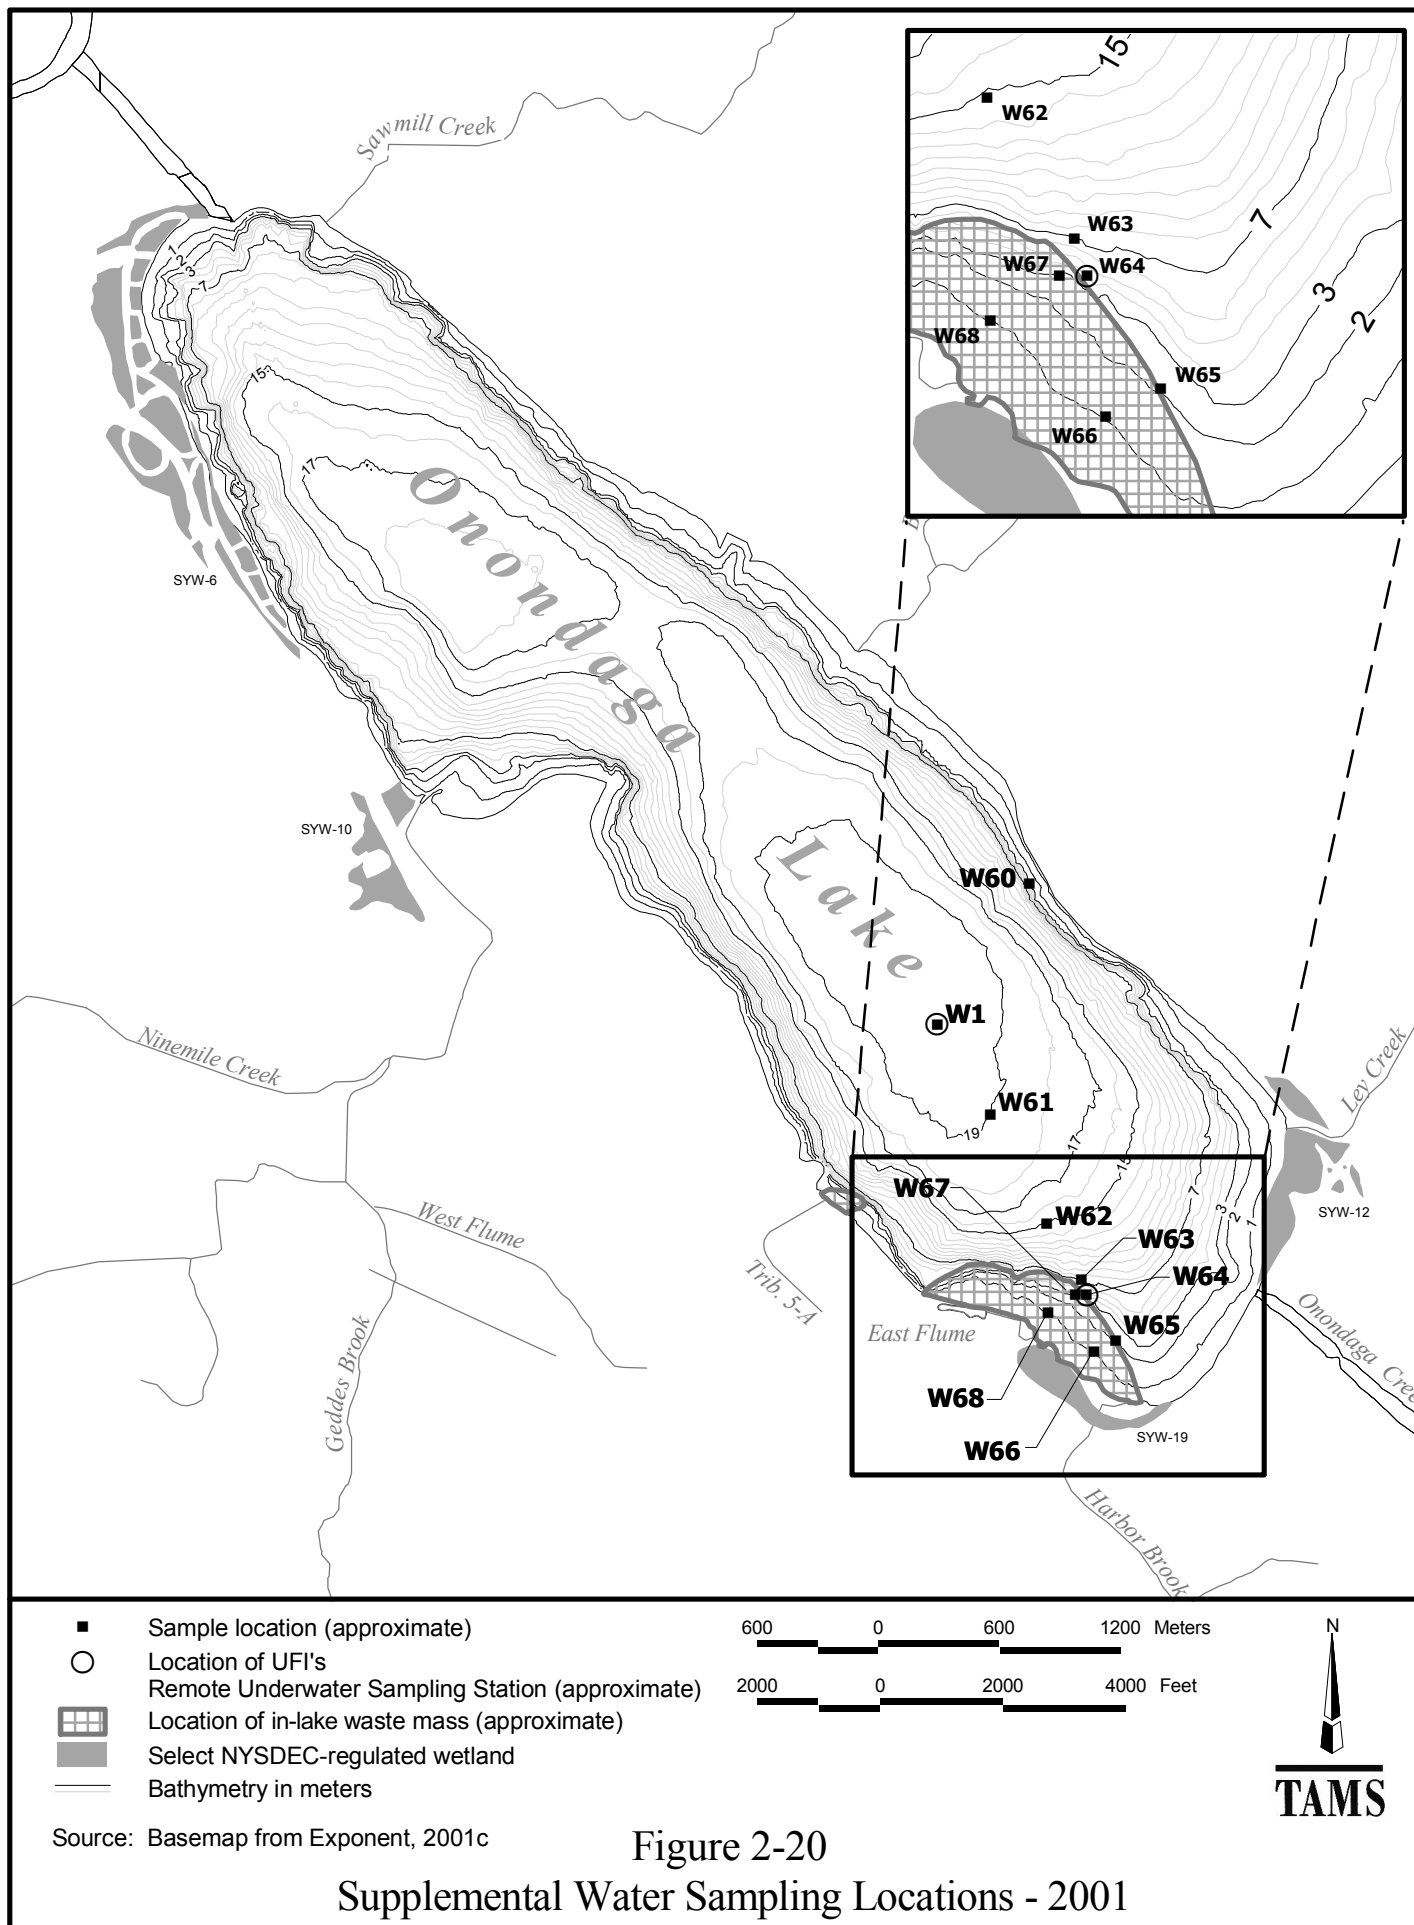 15
W62
7
W63
W67
W64
3
2
W68
W65
W66
Sawmill Creek
1
2
3
7
15
17
Onondaga
Lake
B
SYW-6
SYW-10
W60
W1
W61
19
17
15
7
3
2
1
Ley Creek
SYW-12
Ninemile Creek
West Flume
Geddes Brook
Trib. 5-A
East Flume
W67
W62
W63
W64
W65
W68
W66
SYW-19
Onondaga Cree
Harbor Brook
Sample location (approximate)
Location of UFI's
Remote Underwater Sampling Station (approximate)
Location of in-lake waste mass (approximate)
Select NYSDEC-regulated wetland
Bathymetry in meters
600 0 600 1200 Meters
2000 0 2000 4000 Feet
N
TAMS
Source: Basemap from Exponent, 2001c
Figure 2-20
Supplemental Water Sampling Locations - 2001